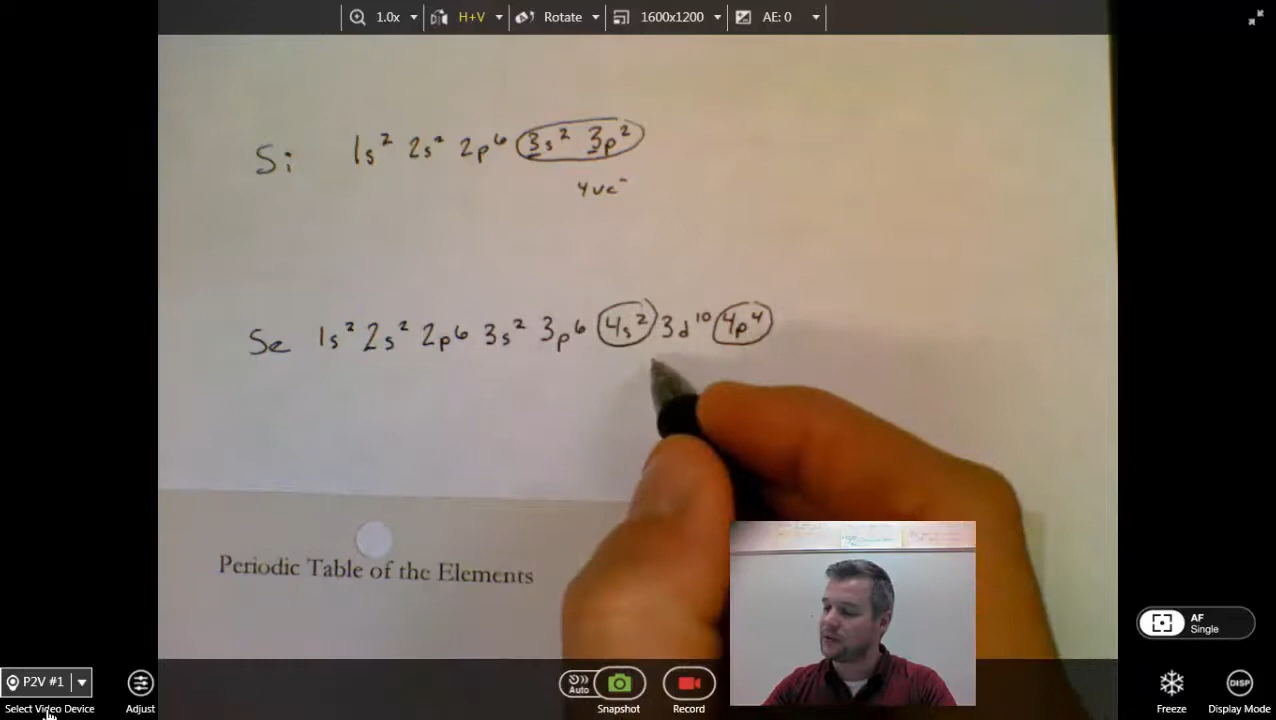 1.0x H+V Rotate 1600x1200 AE: 0
Si 1s² 2s² 2p⁶ 3s² 3p²
4ve⁻
Se 1s² 2s² 2p⁶ 3s² 3p⁶ 4s² 3d¹⁰ 4p⁴
Periodic Table of the Elements
AF
Single
P2V #1
Auto
Select Video Device Adjust Snapshot Record Freeze Display Mode
DISP